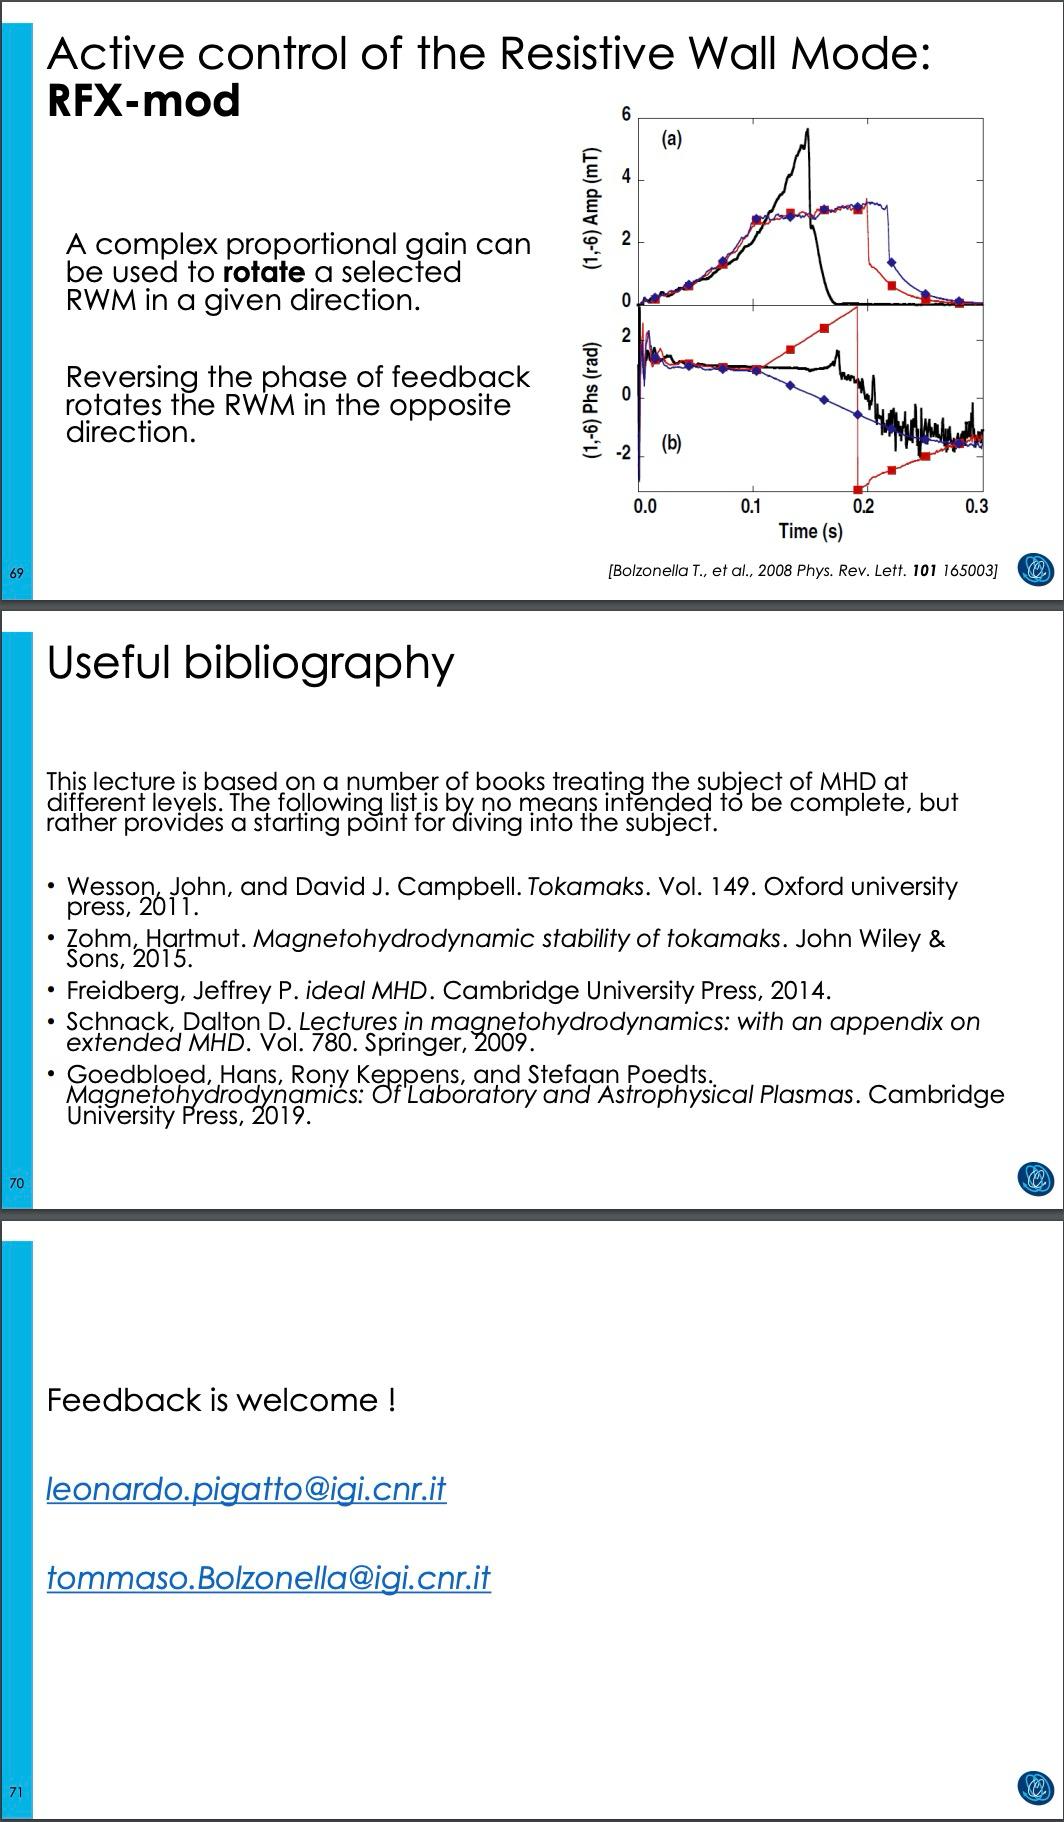 Active control of the Resistive Wall Mode:
RFX-mod
A complex proportional gain can
be used to rotate a selected
RWM in a given direction.
Reversing the phase of feedback
rotates the RWM in the opposite
direction.
(1,-6) Amp (mT)
6
4
2
0
(a)
(1,-6) Phs (rad)
2
0
-2
(b)
0.0 0.1 0.2 0.3
Time (s)
[Bolzonella T., et al., 2008 Phys. Rev. Lett. 101 165003]
69
Useful bibliography
This lecture is based on a number of books treating the subject of MHD at
different levels. The following list is by no means intended to be complete, but
rather provides a starting point for diving into the subject.
• Wesson, John, and David J. Campbell. Tokamaks. Vol. 149. Oxford university
press, 2011.
• Zohm, Hartmut. Magnetohydrodynamic stability of tokamaks. John Wiley &
Sons, 2015.
• Freidberg, Jeffrey P. ideal MHD. Cambridge University Press, 2014.
• Schnack, Dalton D. Lectures in magnetohydrodynamics: with an appendix on
extended MHD. Vol. 780. Springer, 2009.
• Goedbloed, Hans, Rony Keppens, and Stefaan Poedts.
Magnetohydrodynamics: Of Laboratory and Astrophysical Plasmas. Cambridge
University Press, 2019.
70
Feedback is welcome !
leonardo.pigatto@igi.cnr.it
tommaso.Bolzonella@igi.cnr.it
71